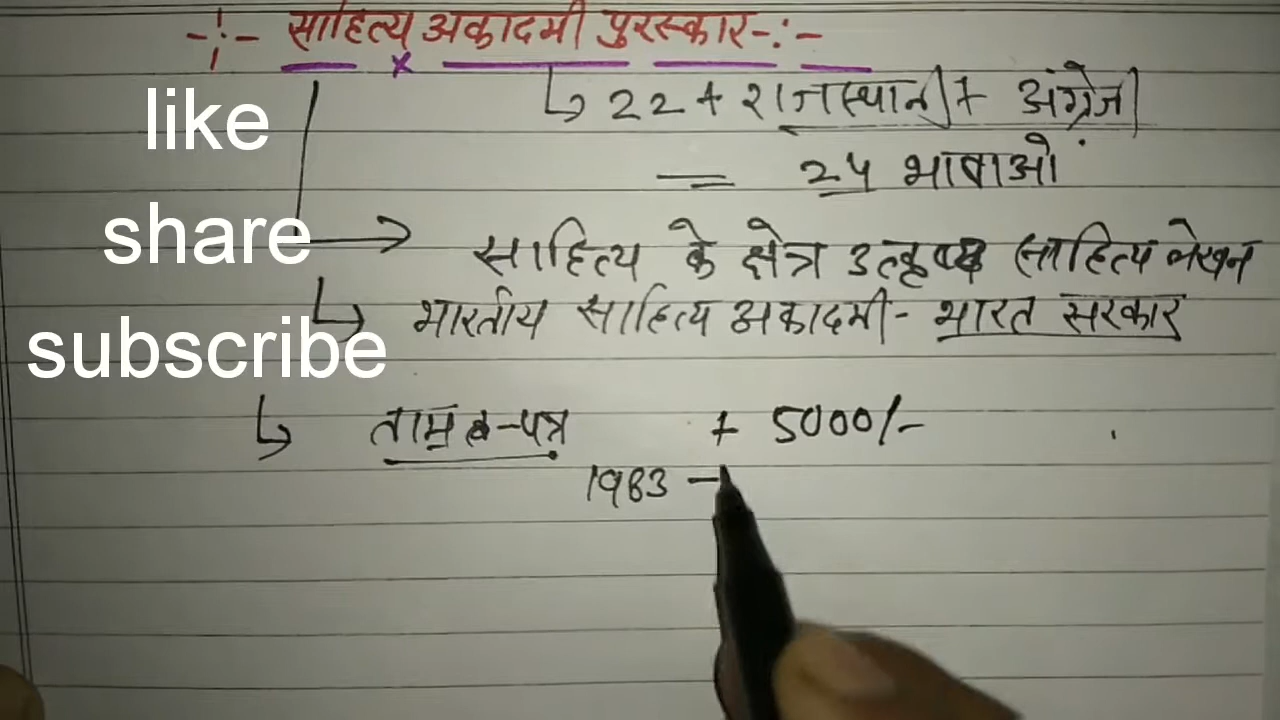 -:- साहित्य अकादमी पुरस्कार -:-
22 + राजस्थानी + अंग्रेजी
= 24 भाषाओं
साहित्य के क्षेत्र उत्कृष्ठ साहित्य लेखन
भारतीय साहित्य अकादमी - भारत सरकार
ताम्र-पत्र + 5000/-
1983 -
like
share
subscribe